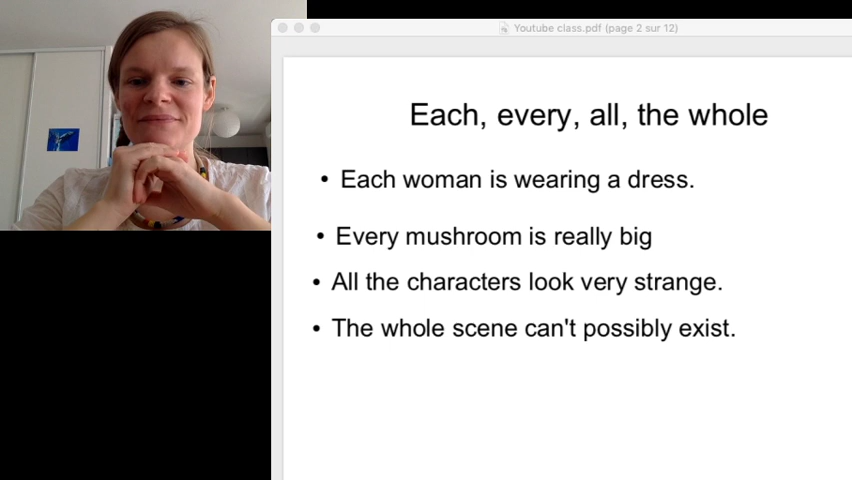 Youtube class.pdf (page 2 sur 12)
Each, every, all, the whole
• Each woman is wearing a dress.
• Every mushroom is really big
• All the characters look very strange.
• The whole scene can't possibly exist.